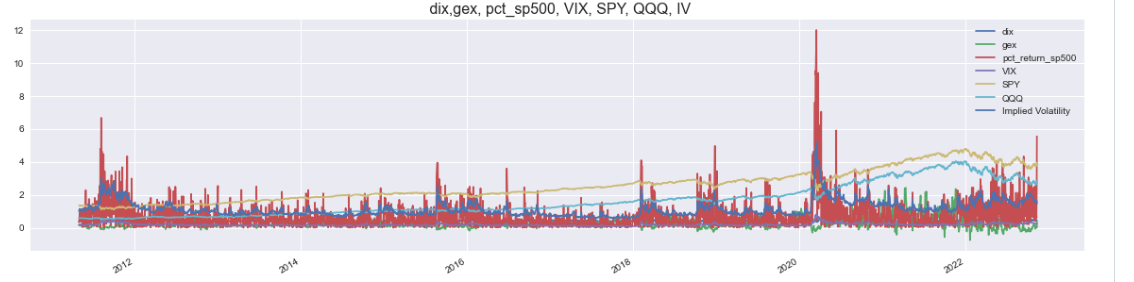 dix,gex, pct_sp500, VIX, SPY, QQQ, IV
12
10
8
6
4
2
0
dix
gex
pct_return_sp500
VIX
SPY
QQQ
Implied Volatility
2012
2014
2016
2018
2020
2022